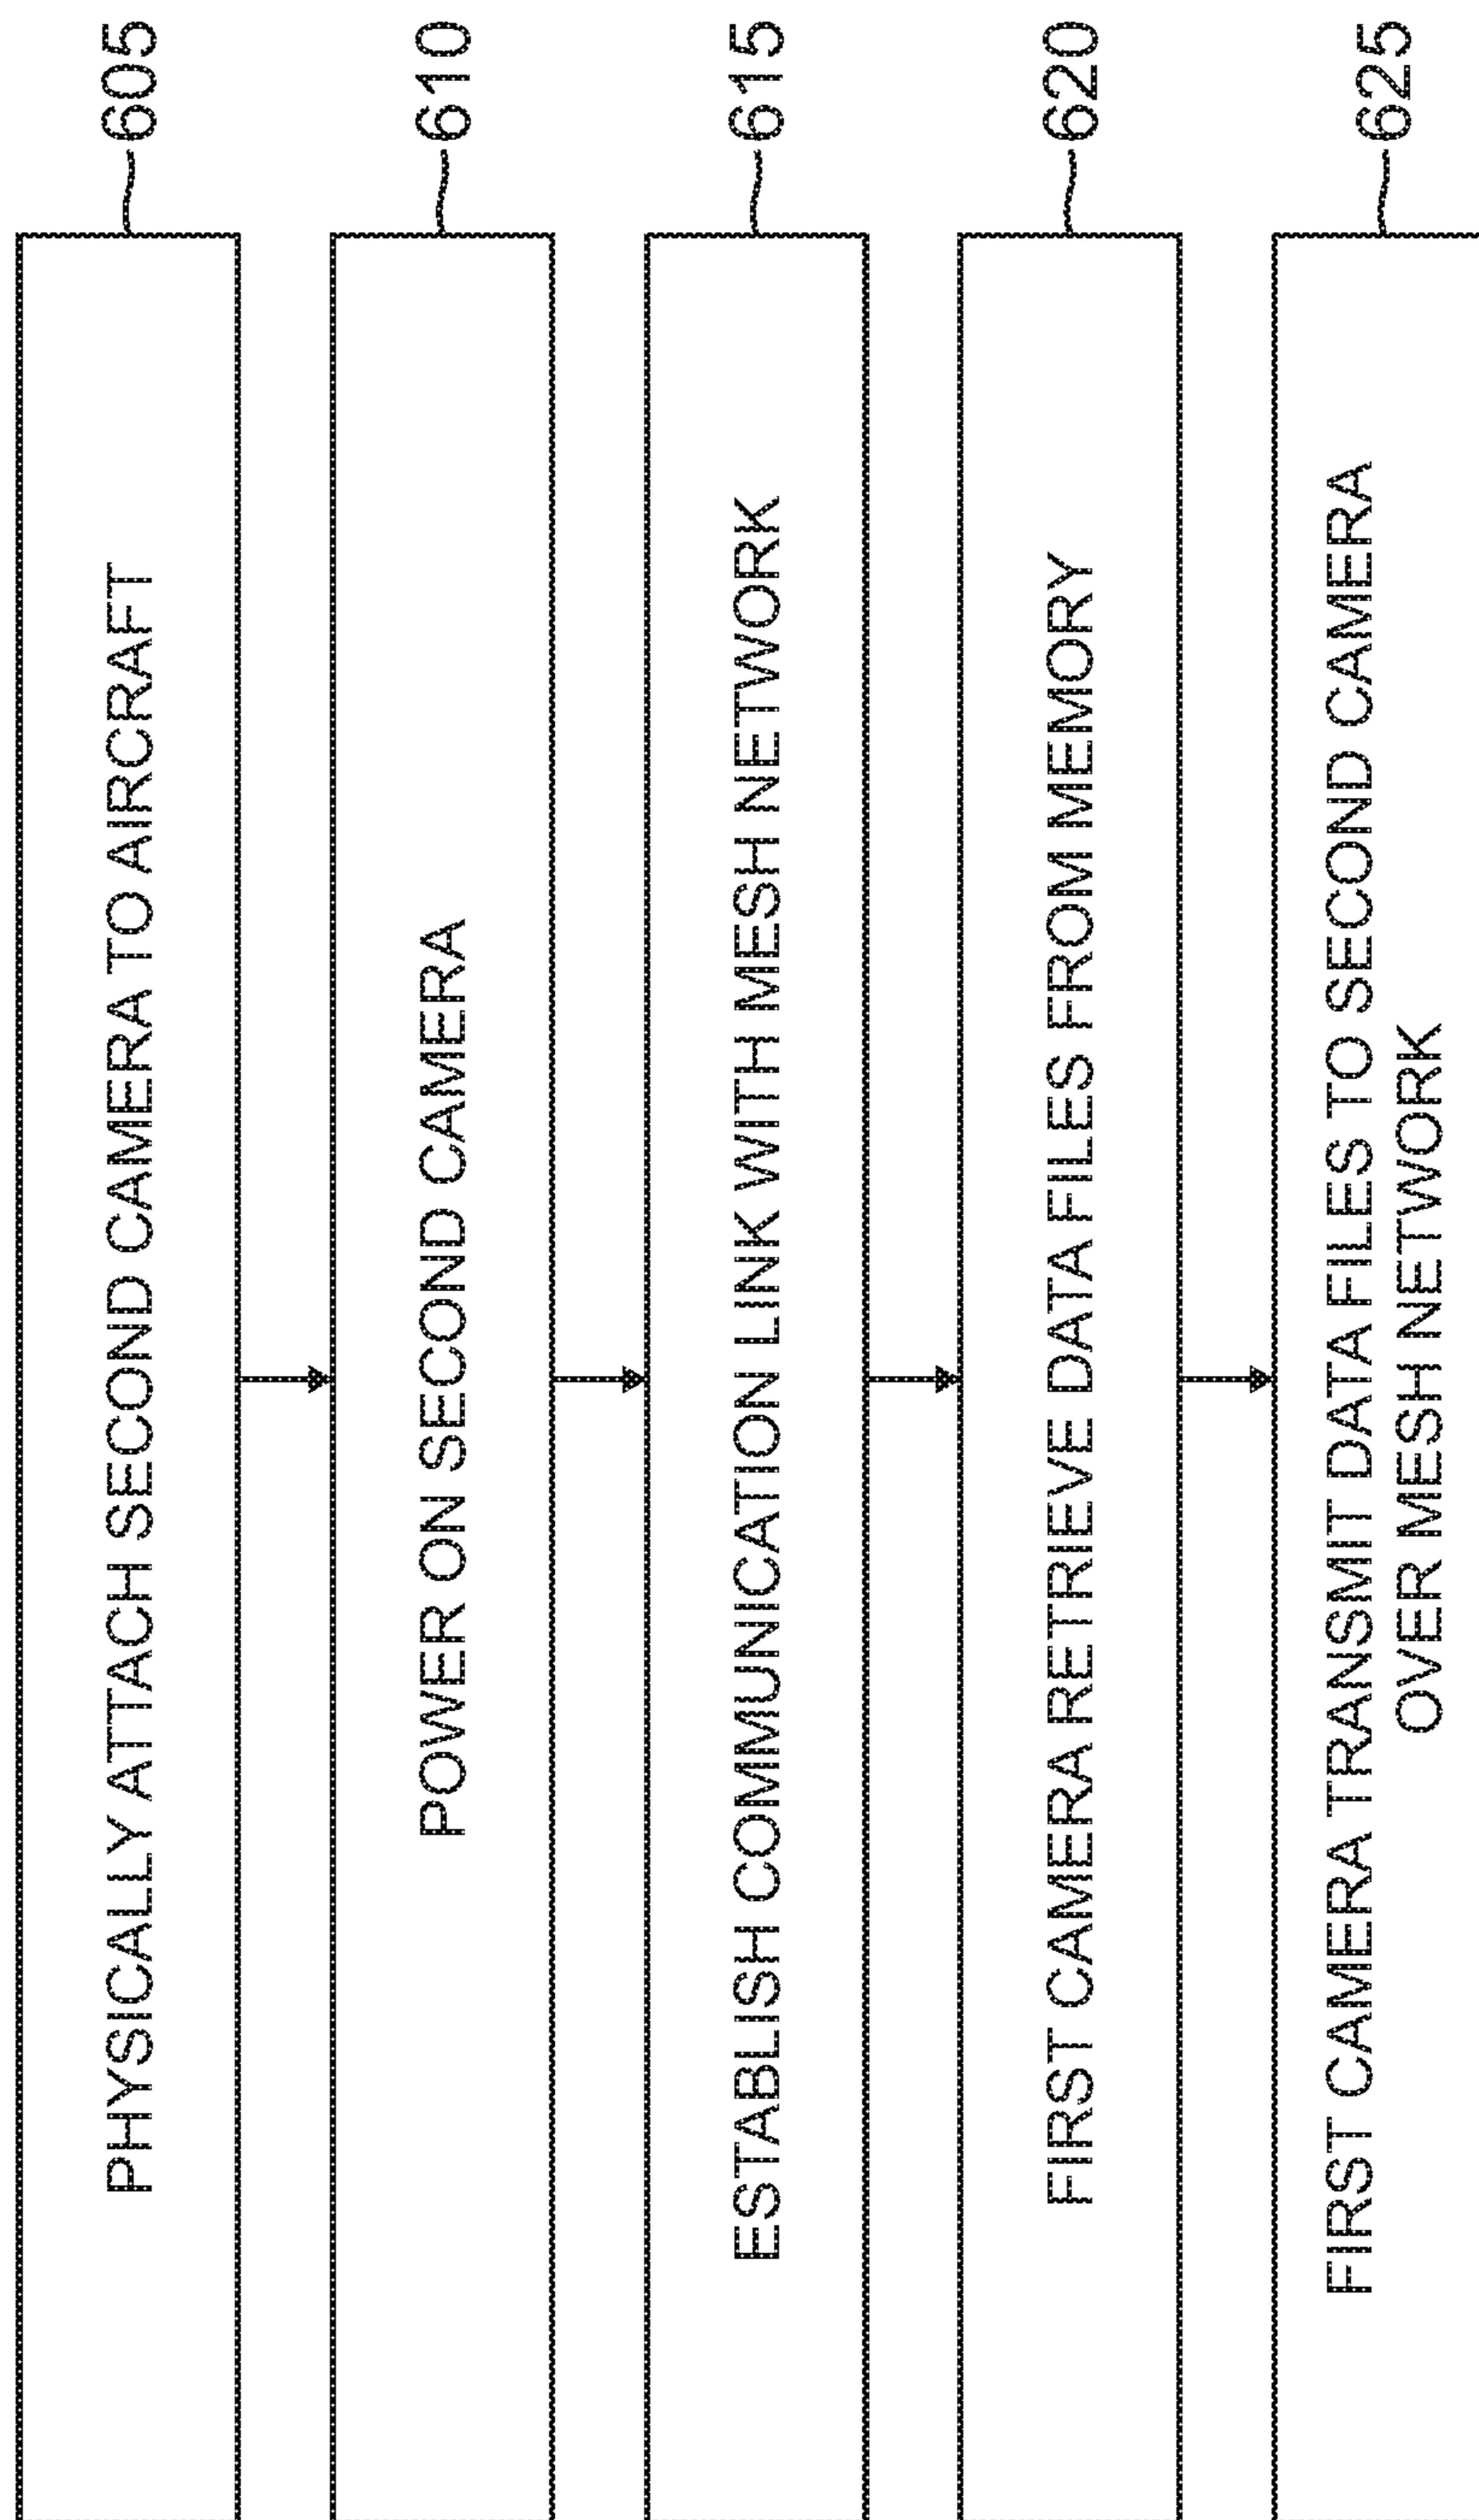 PHYSICALLY ATTACH SECOND CAMERA TO AIRCRAFT
605
POWER ON SECOND CAMERA
610
ESTABLISH COMMUNICATION LINK WITH MESH NETWORK
615
FIRST CAMERA RETRIEVE DATA FILES FROM MEMORY
620
FIRST CAMERA TRANSMIT DATA FILES TO SECOND CAMERA
OVER MESH NETWORK
625